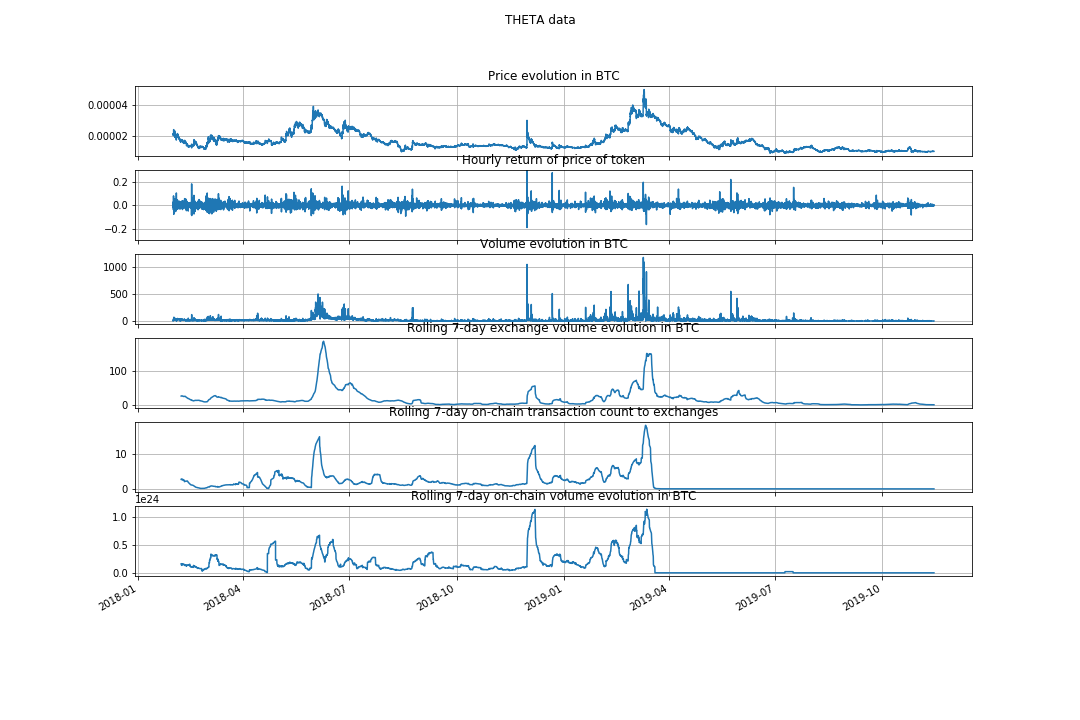 THETA data
Price evolution in BTC
0.00004
0.00002
Hourly return of price of token
0.2
0.0
−0.2
Volume evolution in BTC
1000
500
0
Rolling 7-day exchange volume evolution in BTC
100
0
Rolling 7-day on-chain transaction count to exchanges
10
0
1e24
Rolling 7-day on-chain volume evolution in BTC
1.0
0.5
0.0
2018-01 2018-04 2018-07 2018-10 2019-01 2019-04 2019-07 2019-10